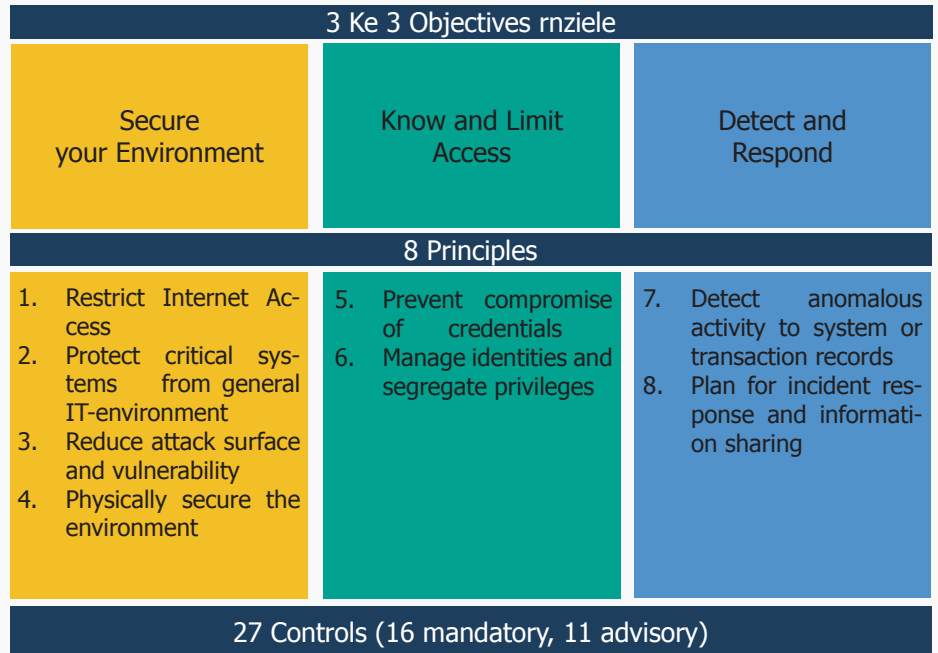 3 Ke 3 Objectives rnziele
Secure
your Environment
Know and Limit
Access
Detect and
Respond
8 Principles
1. Restrict Internet Ac-
cess
2. Protect critical sys-
tems from general
IT-environment
3. Reduce attack surface
and vulnerability
4. Physically secure the
environment
5. Prevent compromise
of credentials
6. Manage identities and
segregate privileges
7. Detect anomalous
activity to system or
transaction records
8. Plan for incident res-
ponse and informati-
on sharing
27 Controls (16 mandatory, 11 advisory)